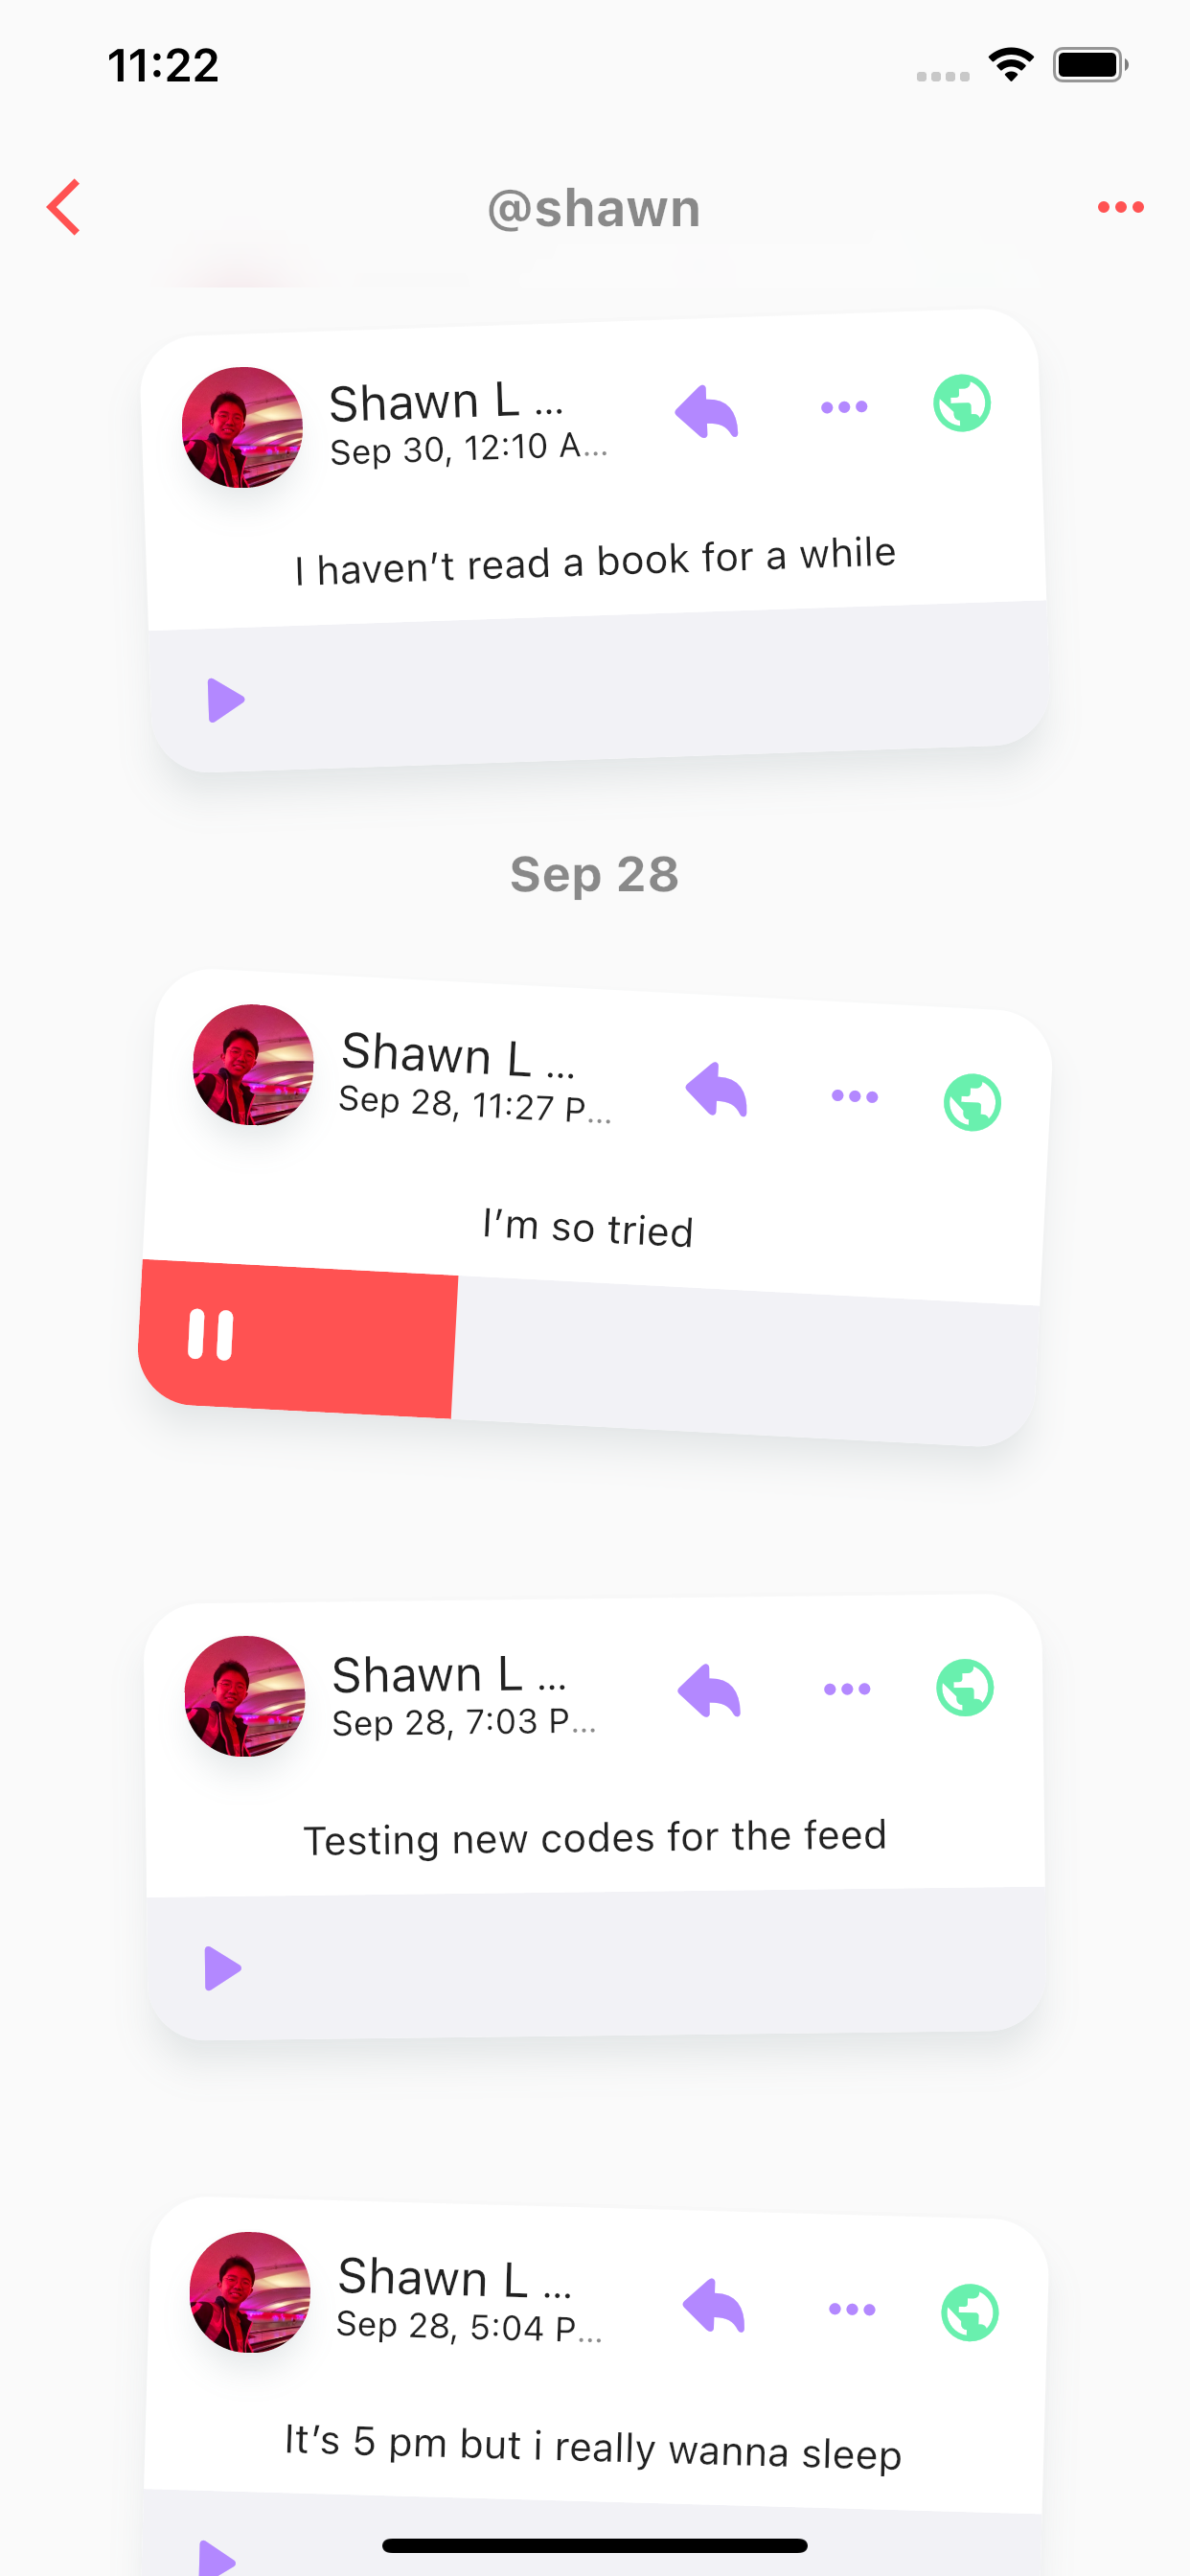 11:22
@shawn
Shawn L ...
Sep 30, 12:10 A...
I haven’t read a book for a while
Sep 28
Shawn L ...
Sep 28, 11:27 P...
I’m so tried
Shawn L ...
Sep 28, 7:03 P...
Testing new codes for the feed
Shawn L ...
Sep 28, 5:04 P...
It’s 5 pm but i really wanna sleep